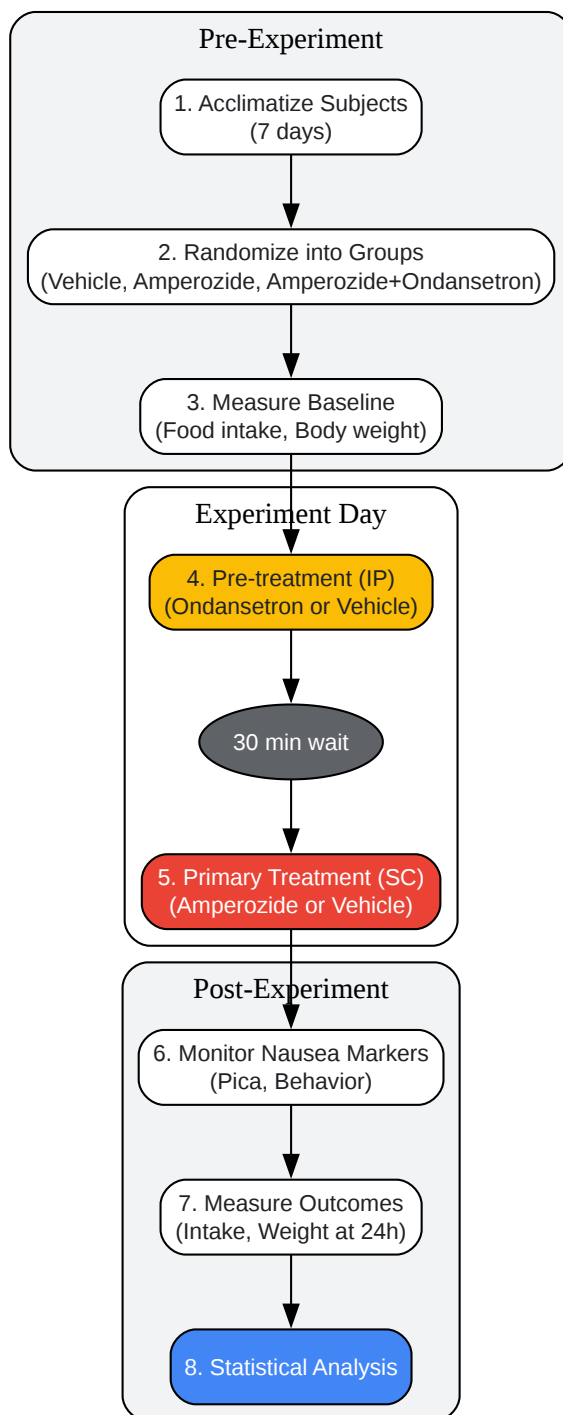 Pre-Experiment
1. Acclimatize Subjects
(7 days)
2. Randomize into Groups
(Vehicle, Amperozide, Amperozide+Ondansetron)
3. Measure Baseline
(Food intake, Body weight)
Experiment Day
4. Pre-treatment (IP)
(Ondansetron or Vehicle)
30 min wait
5. Primary Treatment (SC)
(Amperozide or Vehicle)
Post-Experiment
6. Monitor Nausea Markers
(Pica, Behavior)
7. Measure Outcomes
(Intake, Weight at 24h)
8. Statistical Analysis